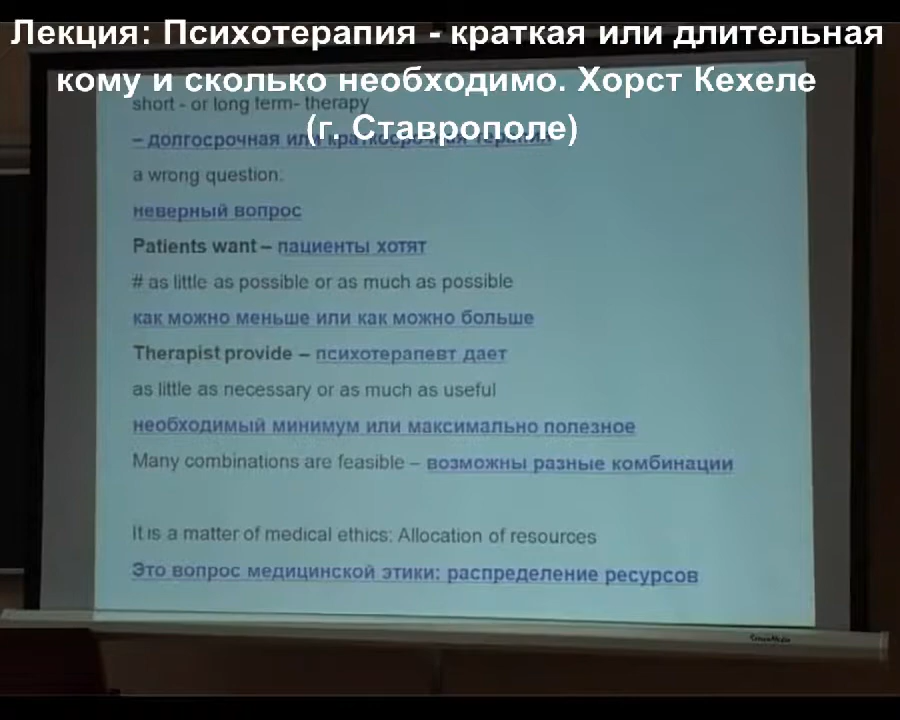 Лекция: Психотерапия - краткая или длительная
кому и сколько необходимо. Хорст Кехеле
(г. Ставрополе)
short - or long term- therapy
– долгосрочная или краткосрочная терапия
a wrong question:
неверный вопрос
Patients want – пациенты хотят
# as little as possible or as much as possible
как можно меньше или как можно больше
Therapist provide – психотерапевт дает
as little as necessary or as much as useful
необходимый минимум или максимально полезное
Many combinations are feasible – возможны разные комбинации
It is a matter of medical ethics: Allocation of resources
Это вопрос медицинской этики: распределение ресурсов